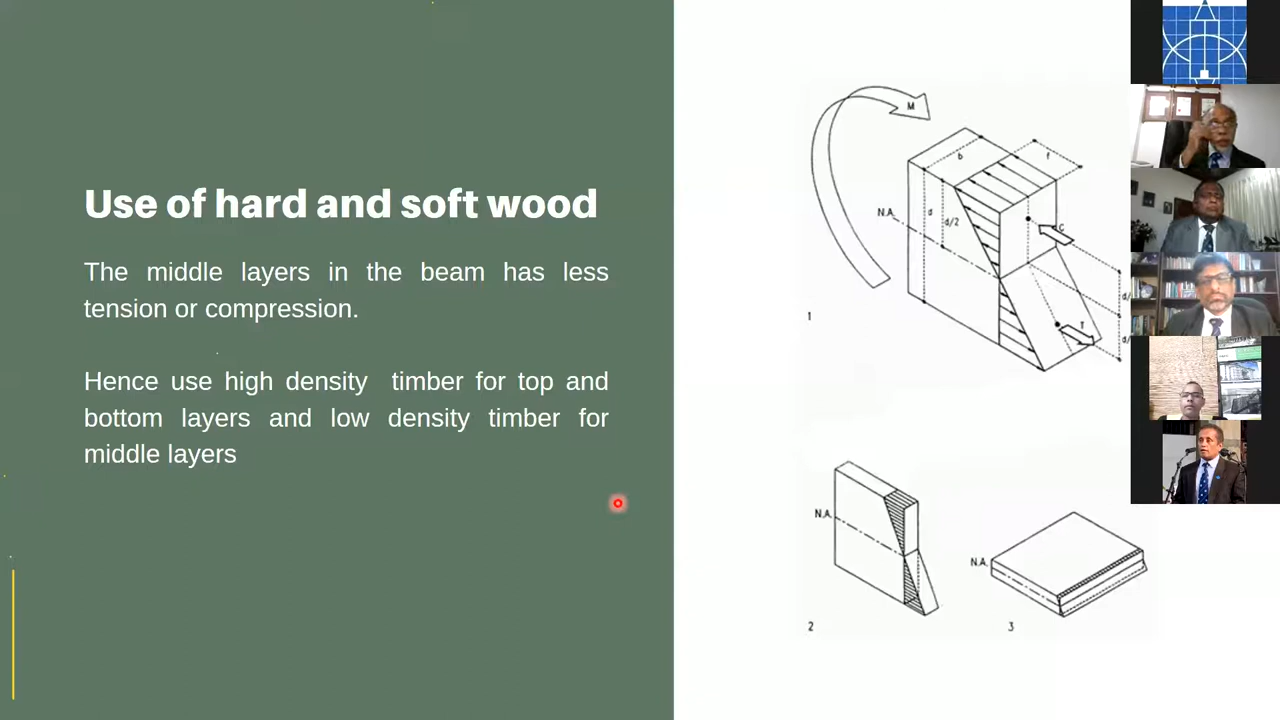 Use of hard and soft wood
The middle layers in the beam has less
tension or compression.
Hence use high density timber for top and
bottom layers and low density timber for
middle layers
M
b
f
N.A.
d
d/2
C
d/
T
d/
1
N.A.
2
N.A.
3